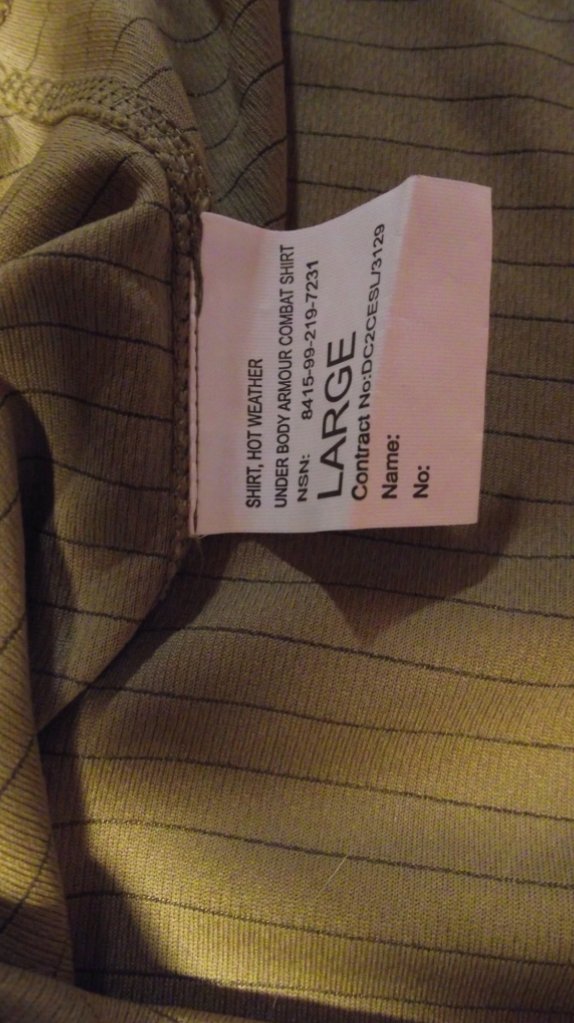 SHIRT, HOT WEATHER
UNDER BODY ARMOUR COMBAT SHIRT
NSN: 8415-99-219-7231
LARGE
Contract No:DC2CESL/3129
Name:
No: